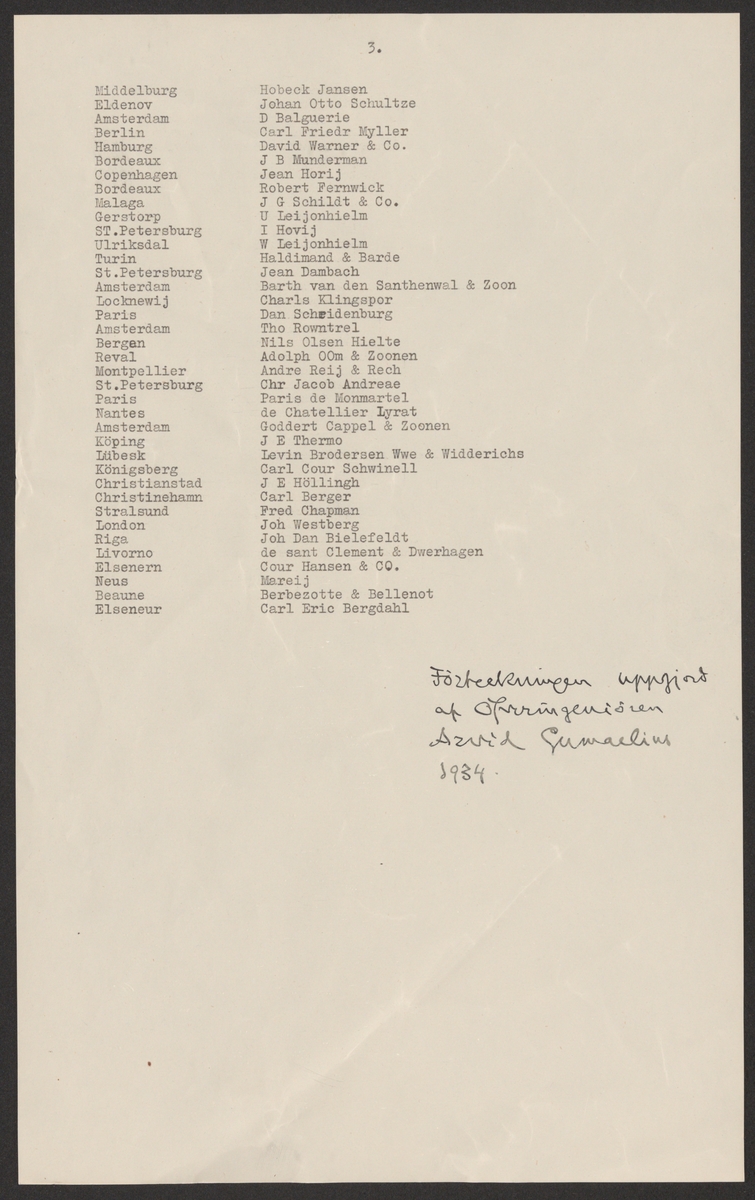 3.
Middelburg Hobeck Jansen
Eldenov Johan Otto Schultze
Amsterdam D Balguerie
Berlin Carl Friedr Myller
Hamburg David Warner & Co.
Bordeaux J B Munderman
Copenhagen Jean Horij
Bordeaux Robert Fernwick
Malaga J G Schildt & Co.
Gerstorp U Leijonhielm
ST.Petersburg I Hovij
Ulriksdal W Leijonhielm
Turin Haldimand & Barde
St.Petersburg Jean Dambach
Amsterdam Barth van den Santhenwal & Zoon
Locknewij Charls Klingspor
Paris Dan Schreidenburg
Amsterdam Tho Rowntrel
Bergen Nils Olsen Hielte
Reval Adolph OOm & Zoonen
Montpellier Andre Reij & Rech
St.Petersburg Chr Jacob Andreae
Paris Paris de Monmartel
Nantes de Chatellier Lyrat
Amsterdam Goddert Cappel & Zoonen
Köping J E Thermo
Lübesk Levin Brodersen Wwe & Widderichs
Königsberg Carl Cour Schwinell
Christianstad J E Höllingh
Christinehamn Carl Berger
Stralsund Fred Chapman
London Joh Westberg
Riga Joh Dan Bielefeldt
Livorno de sant Clement & Dwerhagen
Elsenern Cour Hansen & CO.
Neus Mareij
Beaune Berbezotte & Bellenot
Elseneur Carl Eric Bergdahl
Förteckningen uppgjord
af Öfveringeniören
Arvid Gumaelius
1934.